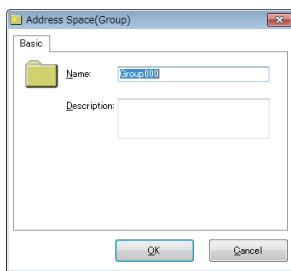 Address Space(Group)
Basic
Name: Group000
Description:
OK Cancel